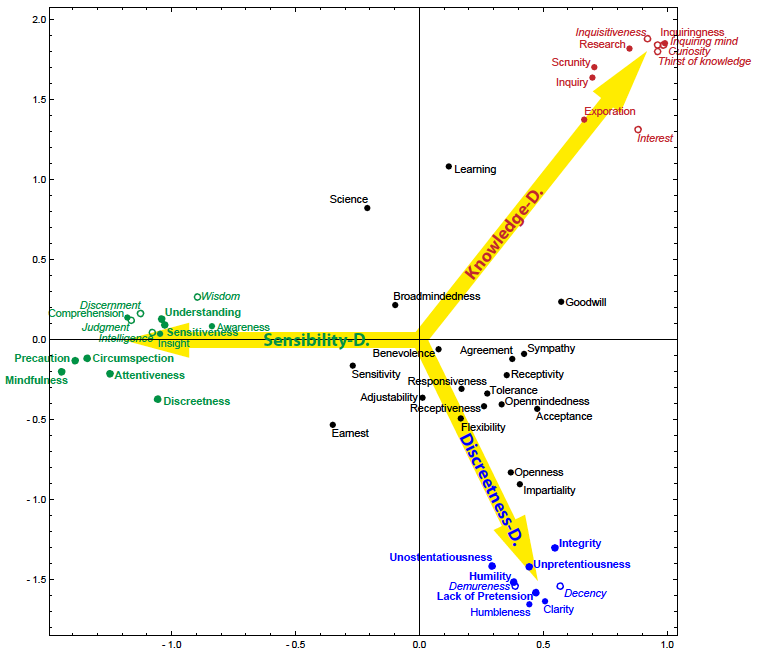 2.0
Inquisitiveness
Inquiringness
Inquiring mind
Research
Curiosity
Thirst of knowledge
Scrunity
Inquiry
1.5
Exporation
Interest
Learning
1.0
Science
Knowledge-D.
0.5
Wisdom
Broadmindedness
Goodwill
Discernment
Comprehension
Understanding
Judgment
Awareness
Sensitiveness
Intelligence
Insight
0.0
Sensibility-D.
Benevolence
Agreement
Sympathy
Precaution
Circumspection
Mindfulness
Attentiveness
Sensitivity
Receptivity
Responsiveness
Tolerance
Adjustability
Openmindedness
Discreetness
Receptiveness
Acceptance
- 0.5
Earnest
Flexibility
Discreetness-D.
Openness
Impartiality
- 1.0
Integrity
Unostentatiousness
Unpretentiousness
- 1.5
Humility
Demureness
Decency
Lack of Pretension
Humbleness
Clarity
- 1.0
- 0.5
0.0
0.5
1.0